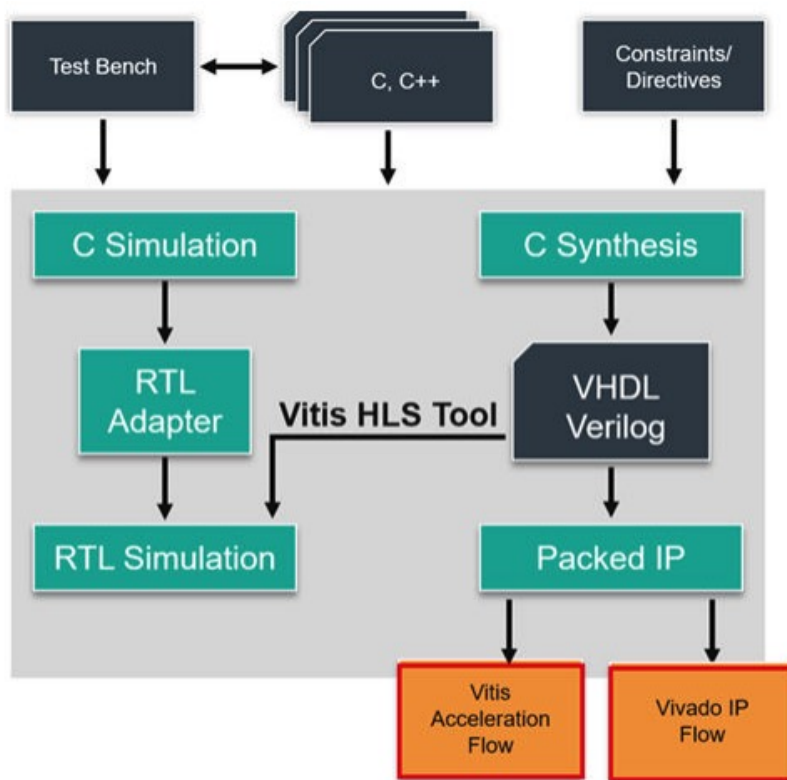 Test Bench
C, C++
Constraints/
Directives
C Simulation
C Synthesis
RTL
Adapter
Vitis HLS Tool
VHDL
Verilog
RTL Simulation
Packed IP
Vitis
Acceleration
Flow
Vivado IP
Flow